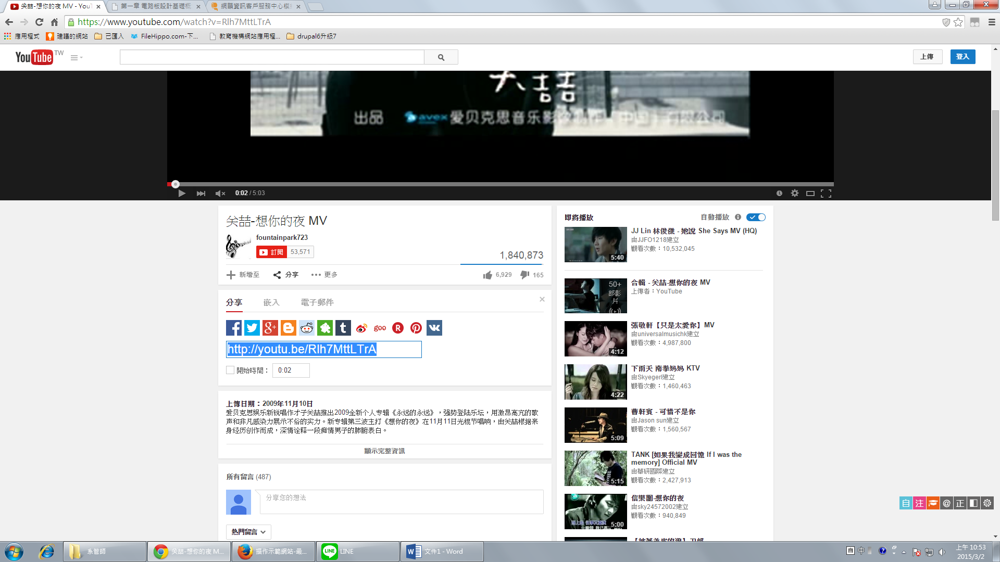 关喆-想你的夜 MV - YouT
第一章 電路板設計基礎概
網韻資訊客戶服務中心模
https://www.youtube.com/watch?v=Rlh7MttLTrA
應用程式 建議的網站 已匯入 FileHippo.com-下... 教育機構網站應用程... drupal6升級7
YouTube TW
上傳 登入
大喆
出品 avex 爱贝克思音乐影
0:02 / 5:03
关喆-想你的夜 MV
fountainpark723
訂閱 53,571
1,840,873
新增至 分享 更多 6,929 165
分享 嵌入 電子郵件
http://youtu.be/Rlh7MttLTrA
開始時間： 0:02
上傳日期：2009年11月10日
爱贝克思娱乐新锐唱作才子关喆推出2009全新个人专辑《永远的永远》，强势登陆乐坛，用激昂高亢的歌
声和非凡感染力展示不俗的实力。新专辑第三波主打《想你的夜》在11月11日光棍节唱响，由关喆根据亲
身经历创作而成，深情诠释一段痴情男子的肺腑表白。
顯示完整資訊
所有留言 (487)
分享您的想法
熱門留言
即將播放 自動播放
JJ Lin 林俊傑 - 她說 She Says MV (HQ)
由JJFO1218建立
觀看次數：10,532,045
5:40
合輯 - 关喆-想你的夜 MV
上傳者：YouTube
50+
部影
片
張敬軒【只是太愛你】MV
由universalmusichk建立
觀看次數：4,987,800
4:12
下雨天 南拳媽媽 KTV
由Skyegerl建立
觀看次數：1,460,463
4:22
曹軒賓 - 可惜不是你
由Jason sun建立
觀看次數：1,560,567
5:09
TANK [如果我變成回憶 If I was the
memory] Official MV
由華研國際建立
觀看次數：2,427,913
5:15
信樂團-想你的夜
由sky24572002建立
觀看次數：940,849
5:00
自 注 @ 正
系管師
关喆-想你的夜 M...
操作示範網站-最...
LINE
文件1 - Word
自 中
上午 10:53
2015/3/2